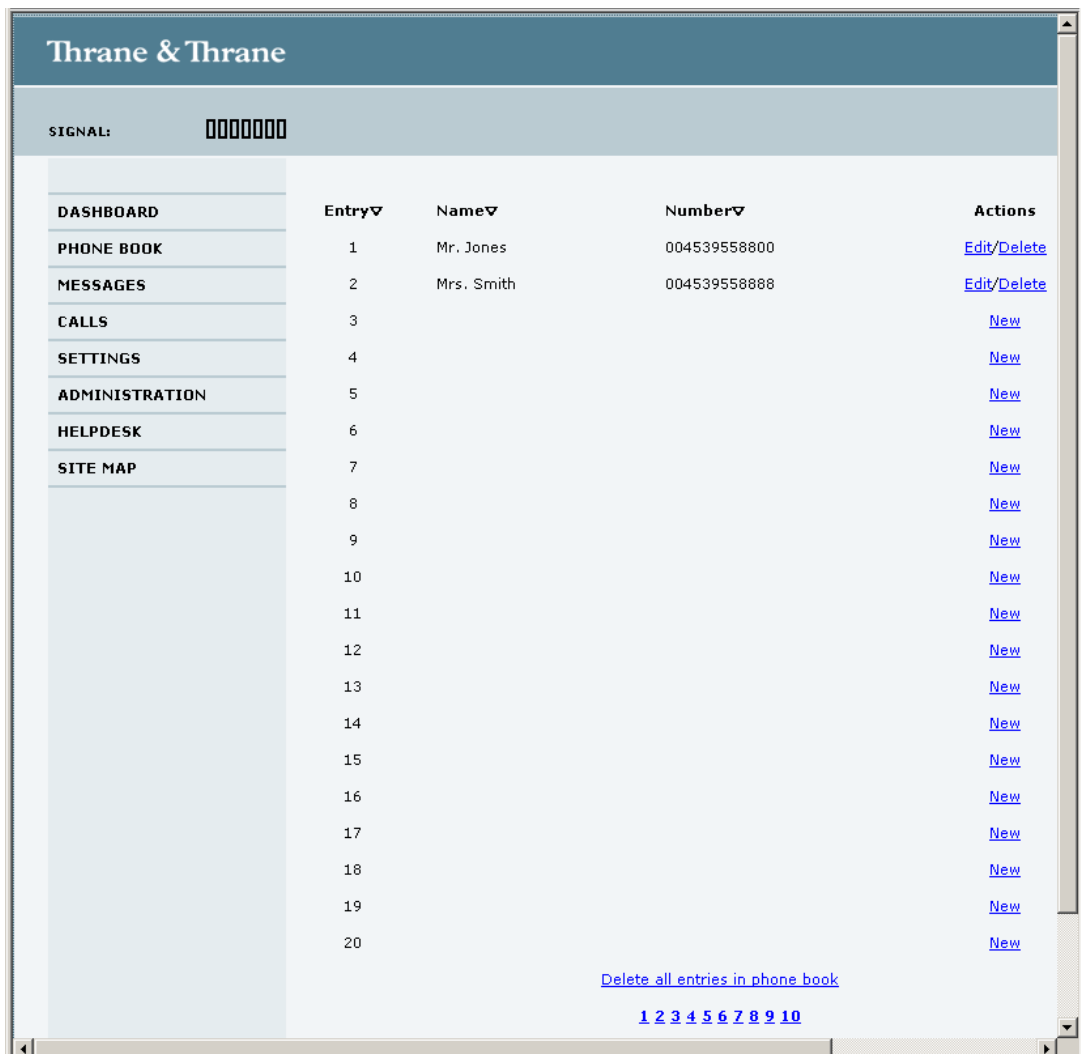 Thrane & Thrane
SIGNAL:
DASHBOARD
PHONE BOOK
MESSAGES
CALLS
SETTINGS
ADMINISTRATION
HELPDESK
SITE MAP
Entry Name Number Actions
1 Mr. Jones 004539558800 Edit/Delete
2 Mrs. Smith 004539558888 Edit/Delete
3 New
4 New
5 New
6 New
7 New
8 New
9 New
10 New
11 New
12 New
13 New
14 New
15 New
16 New
17 New
18 New
19 New
20 New
Delete all entries in phone book
1 2 3 4 5 6 7 8 9 10